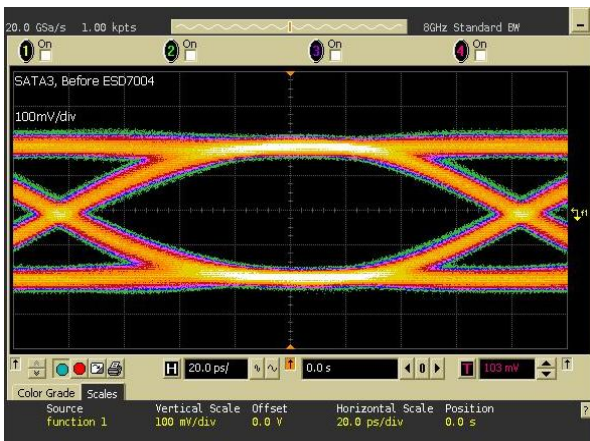 20.0 GSa/s 1.00 kpts 8GHz Standard BW
1 On 2 On 3 On 4 On
SATA3, Before ESD7004
100mV/div
f1
H 20.0 ps/ 0.0 s 0 T 103 mV
Color Grade Scales
Source Vertical Scale Offset Horizontal Scale Position ?
function 1 100 mV/div 0.0 V 20.0 ps/div 0.0 s